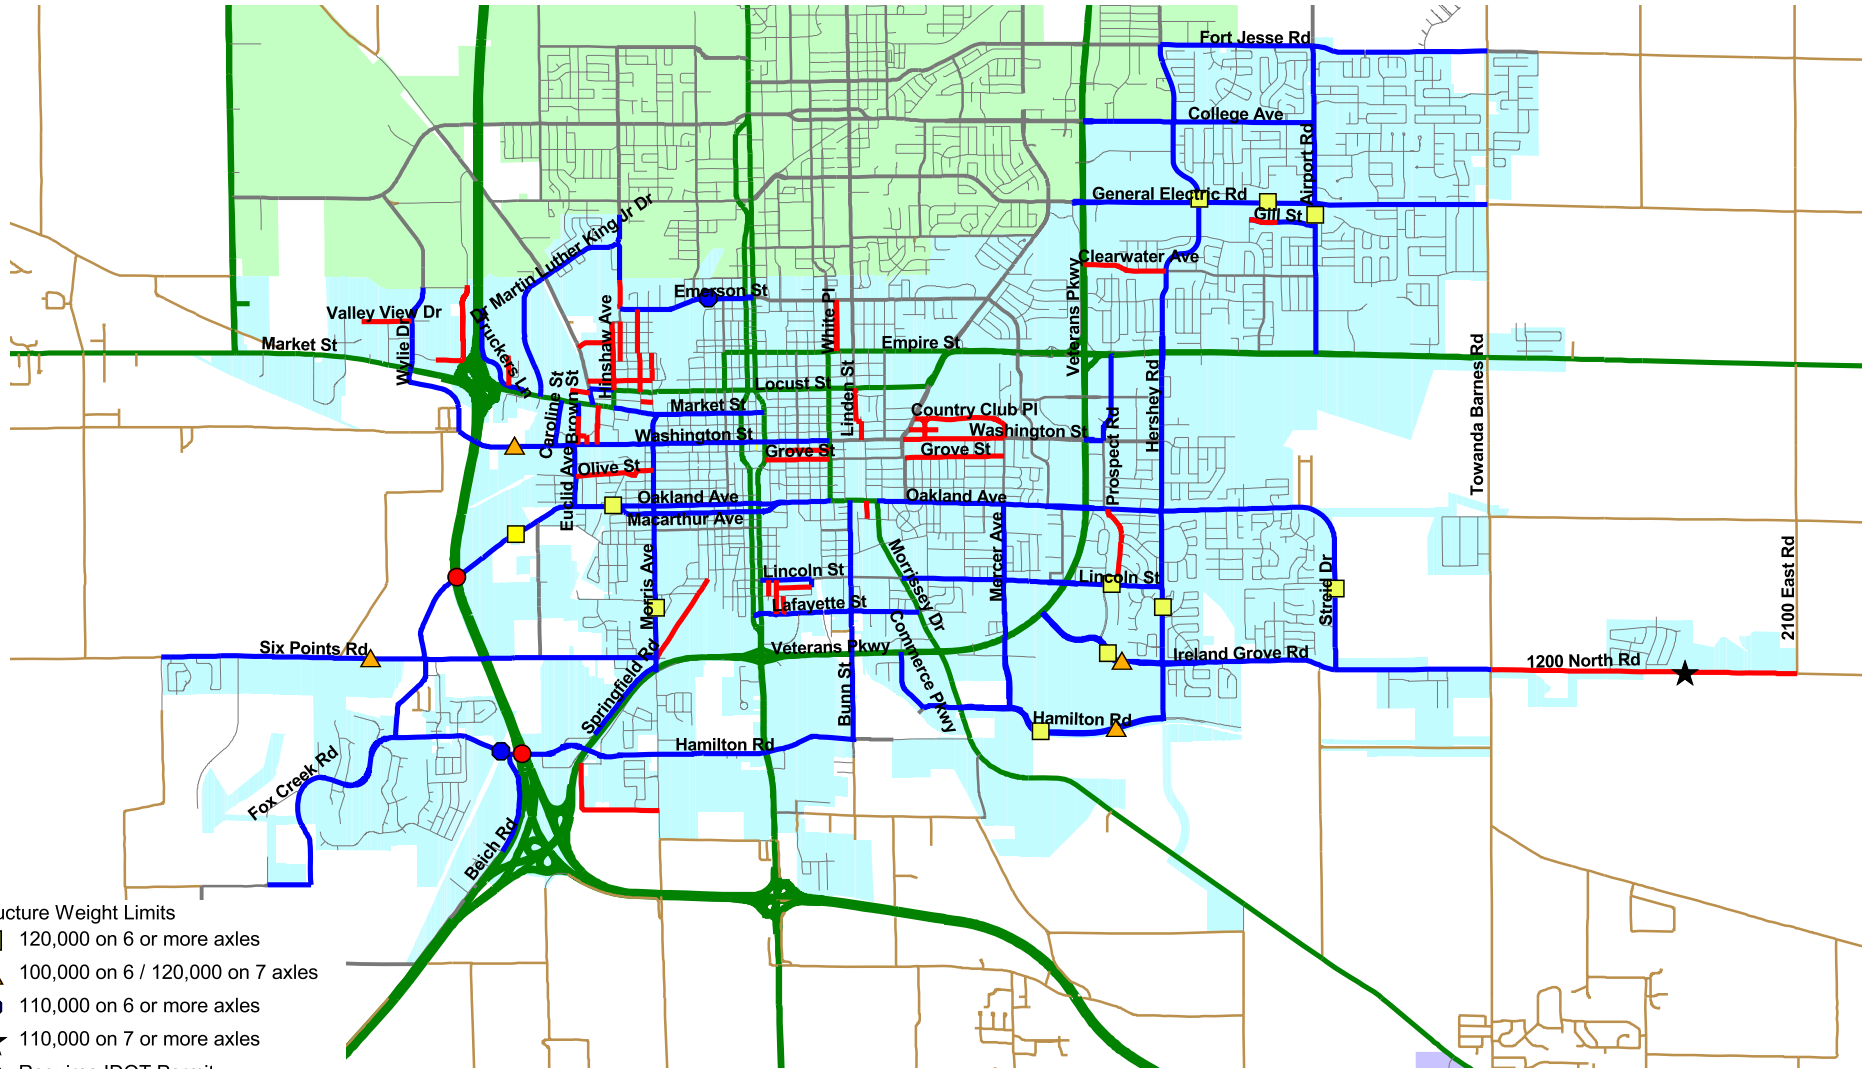 Fort Jesse Rd
College Ave
Airport Rd
General Electric Rd
Gill St
Dr Martin Luther King Jr Dr
Clearwater Ave
Veterans Pkwy
Emerson St
Valley View Dr
Wylie Dr
Truckers Ln
Hinshaw Ave
White Pl
Market St
Empire St
Towanda Barnes Rd
Hershey Rd
Locust St
Linden St
Caroline St
Brown St
Market St
Country Club Pl
Washington St
Washington St
Prospect Rd
Grove St
Grove St
Olive St
Euclid Ave
Oakland Ave
Oakland Ave
Macarthur Ave
Mercer Ave
Morris Ave
Morrissey Dr
Lincoln St
Lincoln St
Streid Dr
2100 East Rd
Lafayette St
Commerce Pkwy
Six Points Rd
Veterans Pkwy
Ireland Grove Rd
1200 North Rd
Springfield Rd
Bunn St
Hamilton Rd
Hamilton Rd
Fox Creek Rd
Beich Rd
ucture Weight Limits
120,000 on 6 or more axles
100,000 on 6 / 120,000 on 7 axles
110,000 on 6 or more axles
110,000 on 7 or more axles